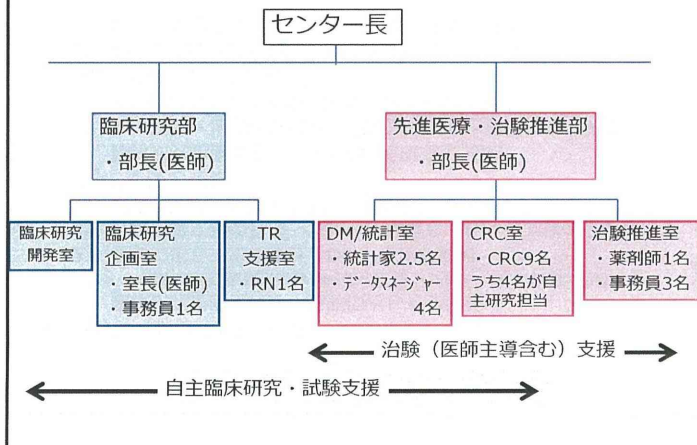 センター長
臨床研究部
・部長(医師)
先進医療・治験推進部
・部長(医師)
臨床研究
開発室
臨床研究
企画室
・室長(医師)
・事務員1名
TR
支援室
・RN1名
DM/統計室
・統計家2.5名
・ﾃﾞｰﾀﾏﾈｰｼﾞｬｰ
4名
CRC室
・CRC9名
うち4名が自
主研究担当
治験推進室
・薬剤師1名
・事務員3名
治験（医師主導含む）支援
自主臨床研究・試験支援